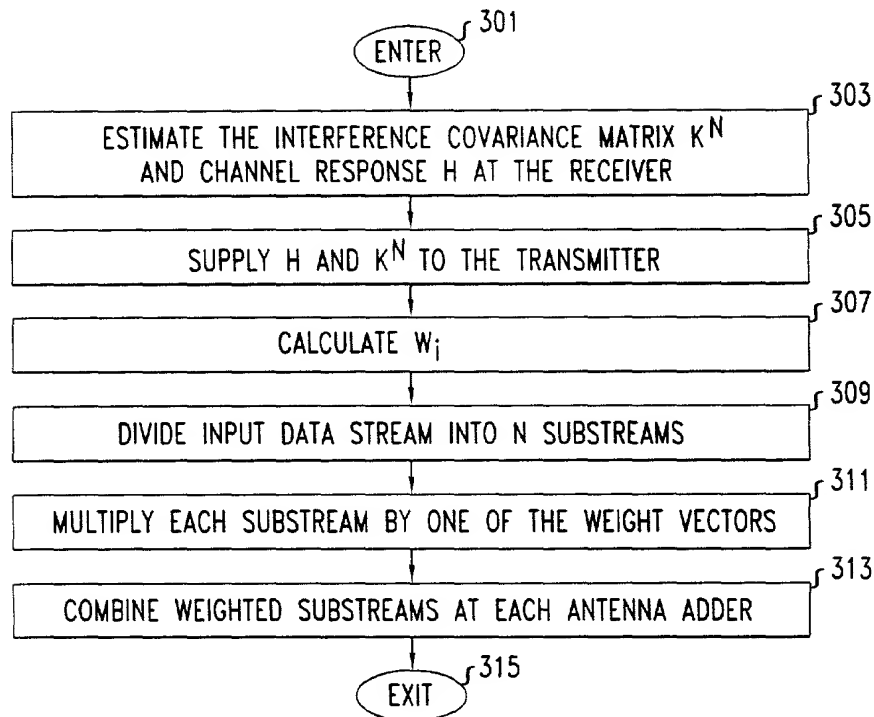 301
ENTER
303
ESTIMATE THE INTERFERENCE COVARIANCE MATRIX K^N
AND CHANNEL RESPONSE H AT THE RECEIVER
305
SUPPLY H AND K^N TO THE TRANSMITTER
307
CALCULATE W_i
309
DIVIDE INPUT DATA STREAM INTO N SUBSTREAMS
311
MULTIPLY EACH SUBSTREAM BY ONE OF THE WEIGHT VECTORS
313
COMBINE WEIGHTED SUBSTREAMS AT EACH ANTENNA ADDER
315
EXIT